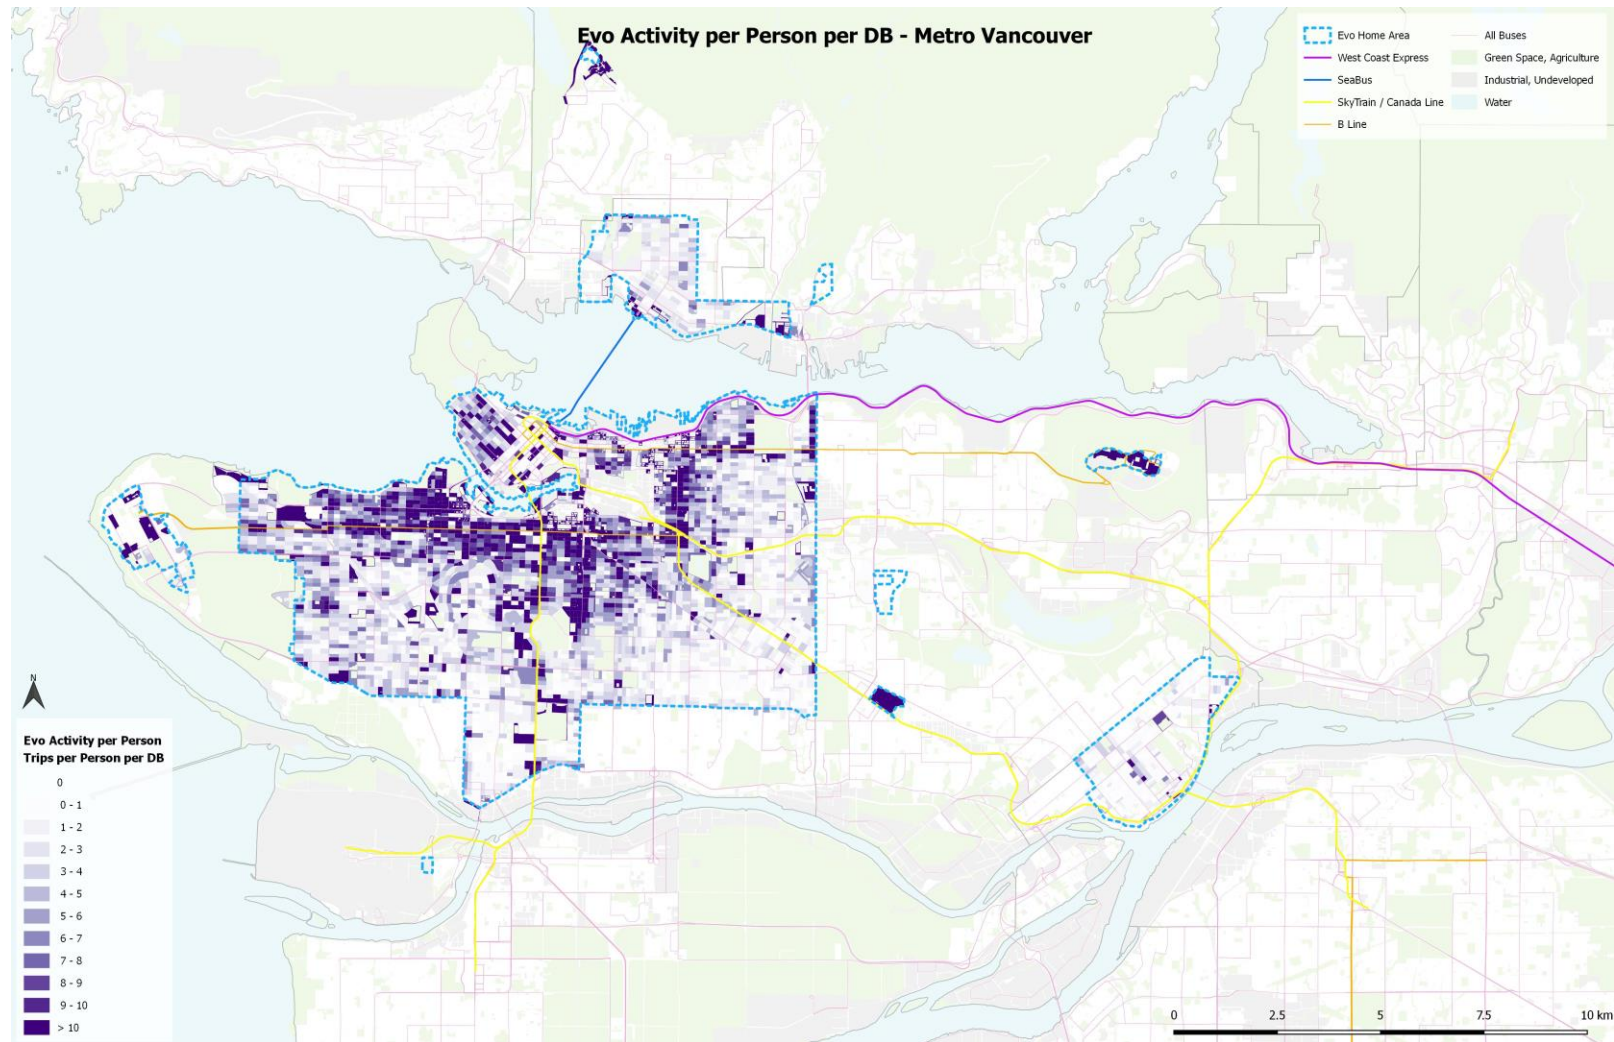 Evo Activity per Person per DB - Metro Vancouver
Evo Home Area
West Coast Express
SeaBus
SkyTrain / Canada Line
B Line
All Buses
Green Space, Agriculture
Industrial, Undeveloped
Water
N
Evo Activity per Person
Trips per Person per DB
0
0 - 1
1 - 2
2 - 3
3 - 4
4 - 5
5 - 6
6 - 7
7 - 8
8 - 9
9 - 10
> 10
0 2.5 5 7.5 10 km